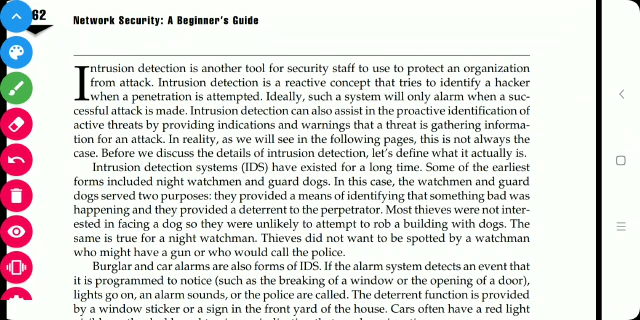 62
Network Security: A Beginner's Guide
Intrusion detection is another tool for security staff to use to protect an organization
from attack. Intrusion detection is a reactive concept that tries to identify a hacker
when a penetration is attempted. Ideally, such a system will only alarm when a suc-
cessful attack is made. Intrusion detection can also assist in the proactive identification of
active threats by providing indications and warnings that a threat is gathering informa-
tion for an attack. In reality, as we will see in the following pages, this is not always the
case. Before we discuss the details of intrusion detection, let's define what it actually is.
Intrusion detection systems (IDS) have existed for a long time. Some of the earliest
forms included night watchmen and guard dogs. In this case, the watchmen and guard
dogs served two purposes: they provided a means of identifying that something bad was
happening and they provided a deterrent to the perpetrator. Most thieves were not inter-
ested in facing a dog so they were unlikely to attempt to rob a building with dogs. The
same is true for a night watchman. Thieves did not want to be spotted by a watchman
who might have a gun or who would call the police.
Burglar and car alarms are also forms of IDS. If the alarm system detects an event that
it is programmed to notice (such as the breaking of a window or the opening of a door),
lights go on, an alarm sounds, or the police are called. The deterrent function is provided
by a window sticker or a sign in the front yard of the house. Cars often have a red light